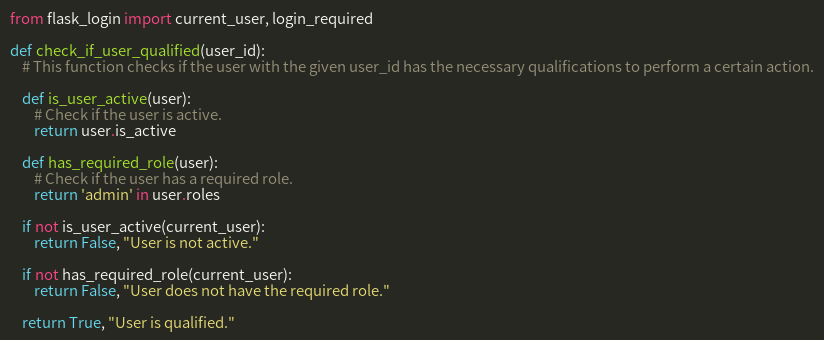 from flask_login import current_user, login_required
def check_if_user_qualified(user_id):
# This function checks if the user with the given user_id has the necessary qualifications to perform a certain action.
def is_user_active(user):
# Check if the user is active.
return user.is_active
def has_required_role(user):
# Check if the user has a required role.
return 'admin' in user.roles
if not is_user_active(current_user):
return False, "User is not active."
if not has_required_role(current_user):
return False, "User does not have the required role."
return True, "User is qualified."